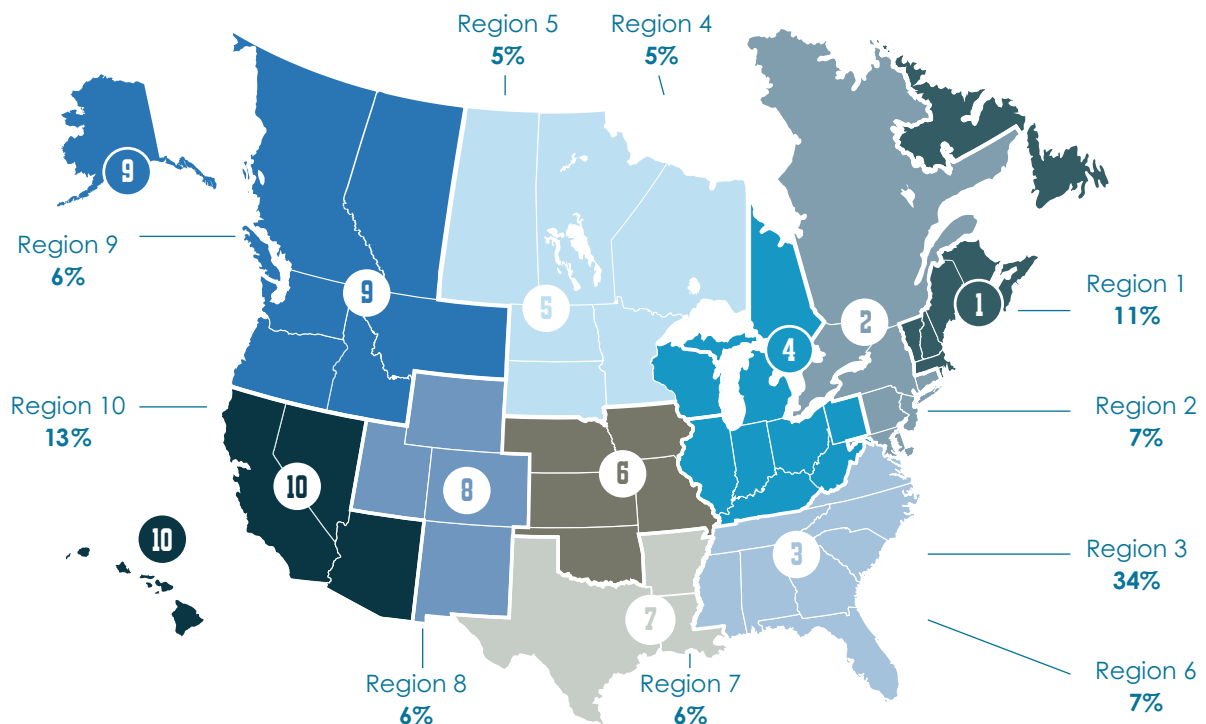 Region 5
5%
Region 4
5%
9
Region 9
6%
9
5
2
1
Region 1
11%
4
Region 10
13%
Region 2
7%
6
8
10
10
3
Region 3
34%
7
Region 8
6%
Region 7
6%
Region 6
7%